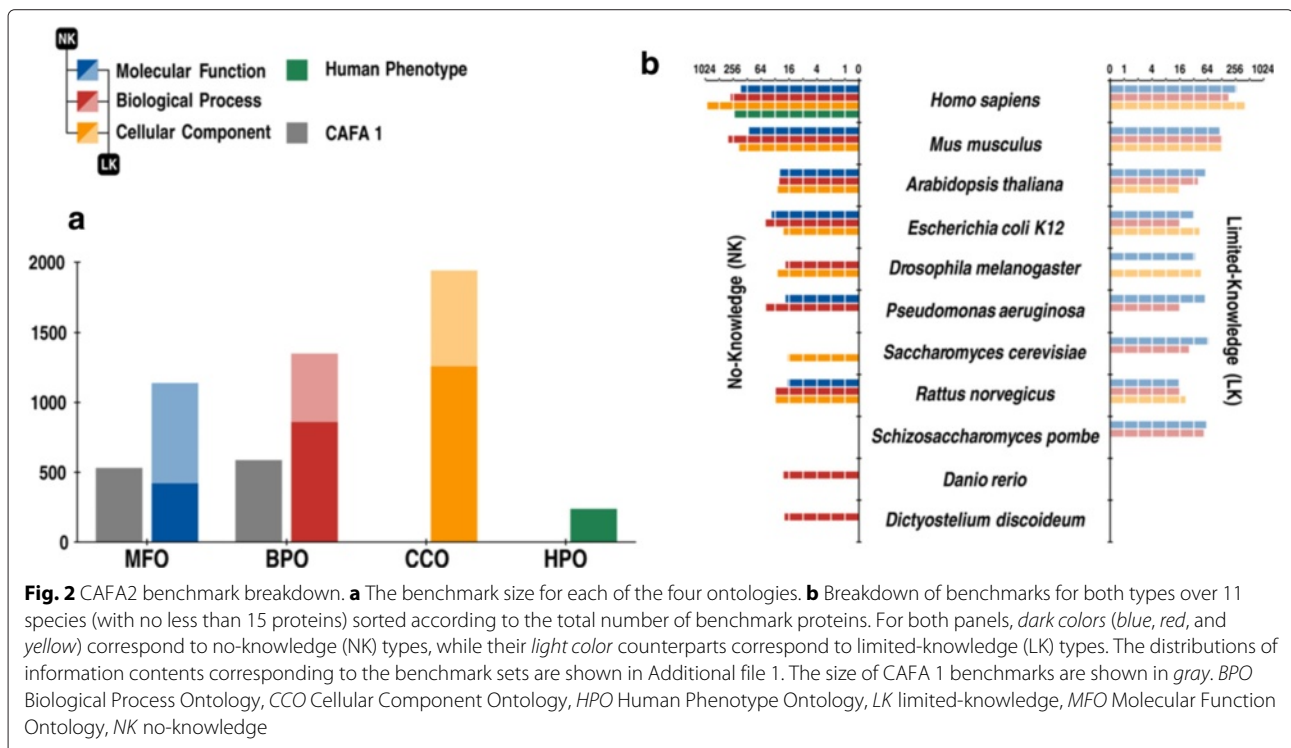 NK
Molecular Function
Human Phenotype
Biological Process
Cellular Component
CAFA 1
LK
a
2000
1500
1000
500
0
MFO BPO CCO HPO
b
1024 256 64 16 4 1 0
0 1 4 16 64 256 1024
No-Knowledge (NK)
Homo sapiens
Mus musculus
Arabidopsis thaliana
Escherichia coli K12
Drosophila melanogaster
Pseudomonas aeruginosa
Saccharomyces cerevisiae
Rattus norvegicus
Schizosaccharomyces pombe
Danio rerio
Dictyostelium discoideum
Limited-Knowledge (LK)
Fig. 2 CAFA2 benchmark breakdown. a The benchmark size for each of the four ontologies. b Breakdown of benchmarks for both types over 11
species (with no less than 15 proteins) sorted according to the total number of benchmark proteins. For both panels, dark colors (blue, red, and
yellow) correspond to no-knowledge (NK) types, while their light color counterparts correspond to limited-knowledge (LK) types. The distributions of
information contents corresponding to the benchmark sets are shown in Additional file 1. The size of CAFA 1 benchmarks are shown in gray. BPO
Biological Process Ontology, CCO Cellular Component Ontology, HPO Human Phenotype Ontology, LK limited-knowledge, MFO Molecular Function
Ontology, NK no-knowledge